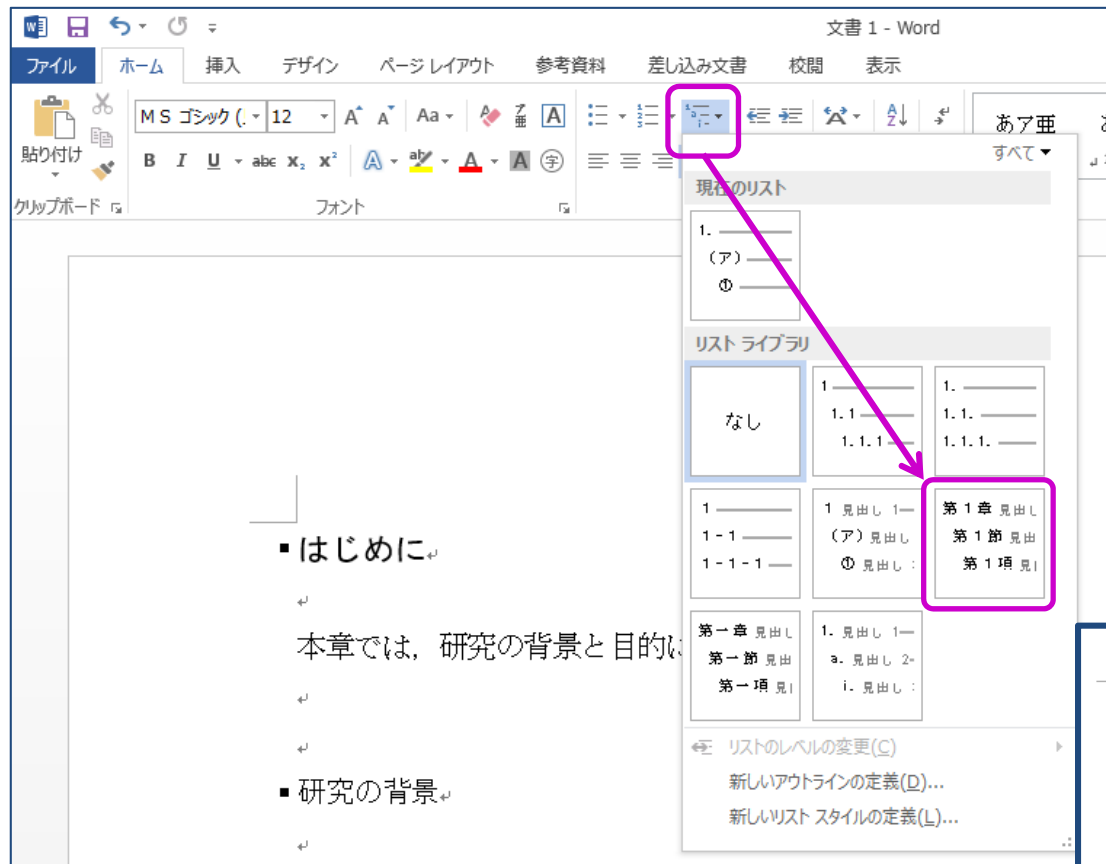 文書 1 - Word
ファイル ホーム 挿入 デザイン ページ レイアウト 参考資料 差し込み文書 校閲 表示
ＭＳ ゴシック (. 12 A A Aa ア亜 A
貼り付け
B I U abc x₂ x² A aby A A 字
あア亜
クリップボード フォント
すべて
現在のリスト
1.
(ア)
①
リスト ライブラリ
なし
1
1.1
1.1.1
1.
1.1.
1.1.1.
1
1-1
1-1-1
1 見出し 1
(ア) 見出し
① 見出し
第 1 章 見出し
第 1 節 見出
第 1 項 見
第一章 見出し
第一節 見出
第一項 見
1. 見出し 1
a. 見出し 2
i. 見出し
リストのレベルの変更(C)
新しいアウトラインの定義(D)...
新しいリスト スタイルの定義(L)...
はじめに
本章では，研究の背景と目的に
研究の背景